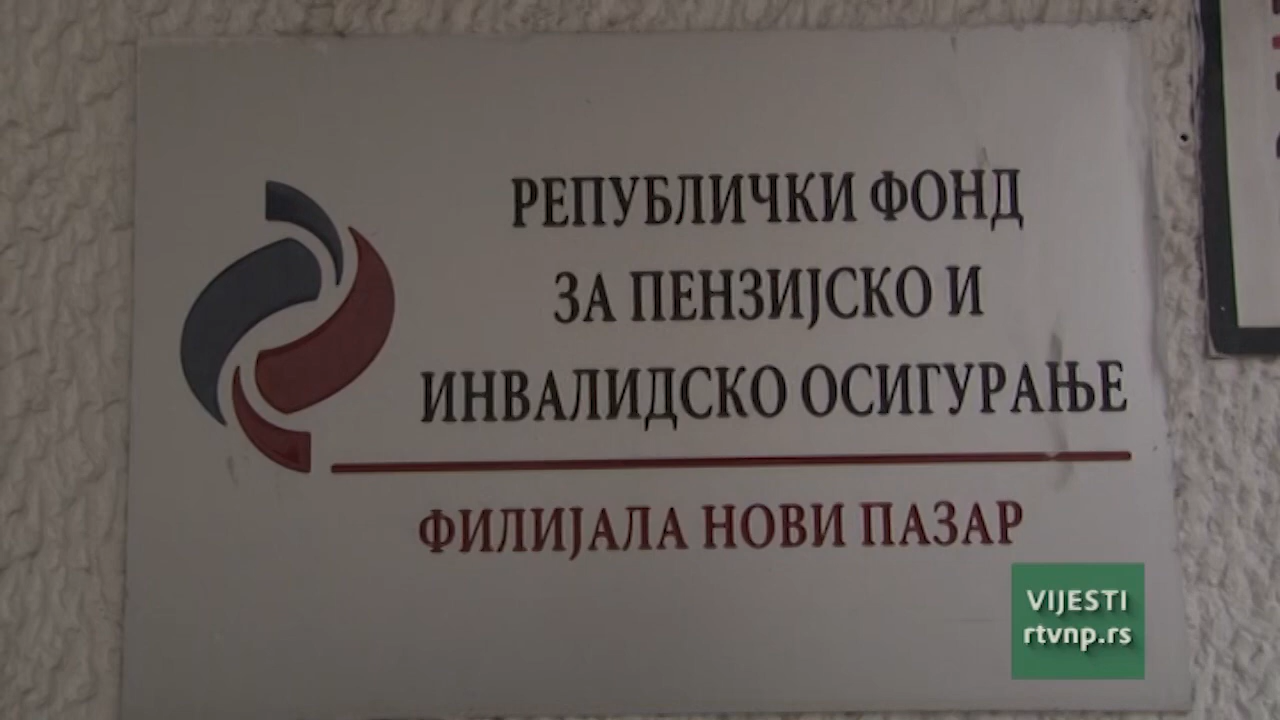 РЕПУБЛИЧКИ ФОНД
ЗА ПЕНЗИЈСКО И
ИНВАЛИДСКО ОСИГУРАЊЕ
ФИЛИЈАЛА НОВИ ПАЗАР
VIJESTI
rtvnp.rs